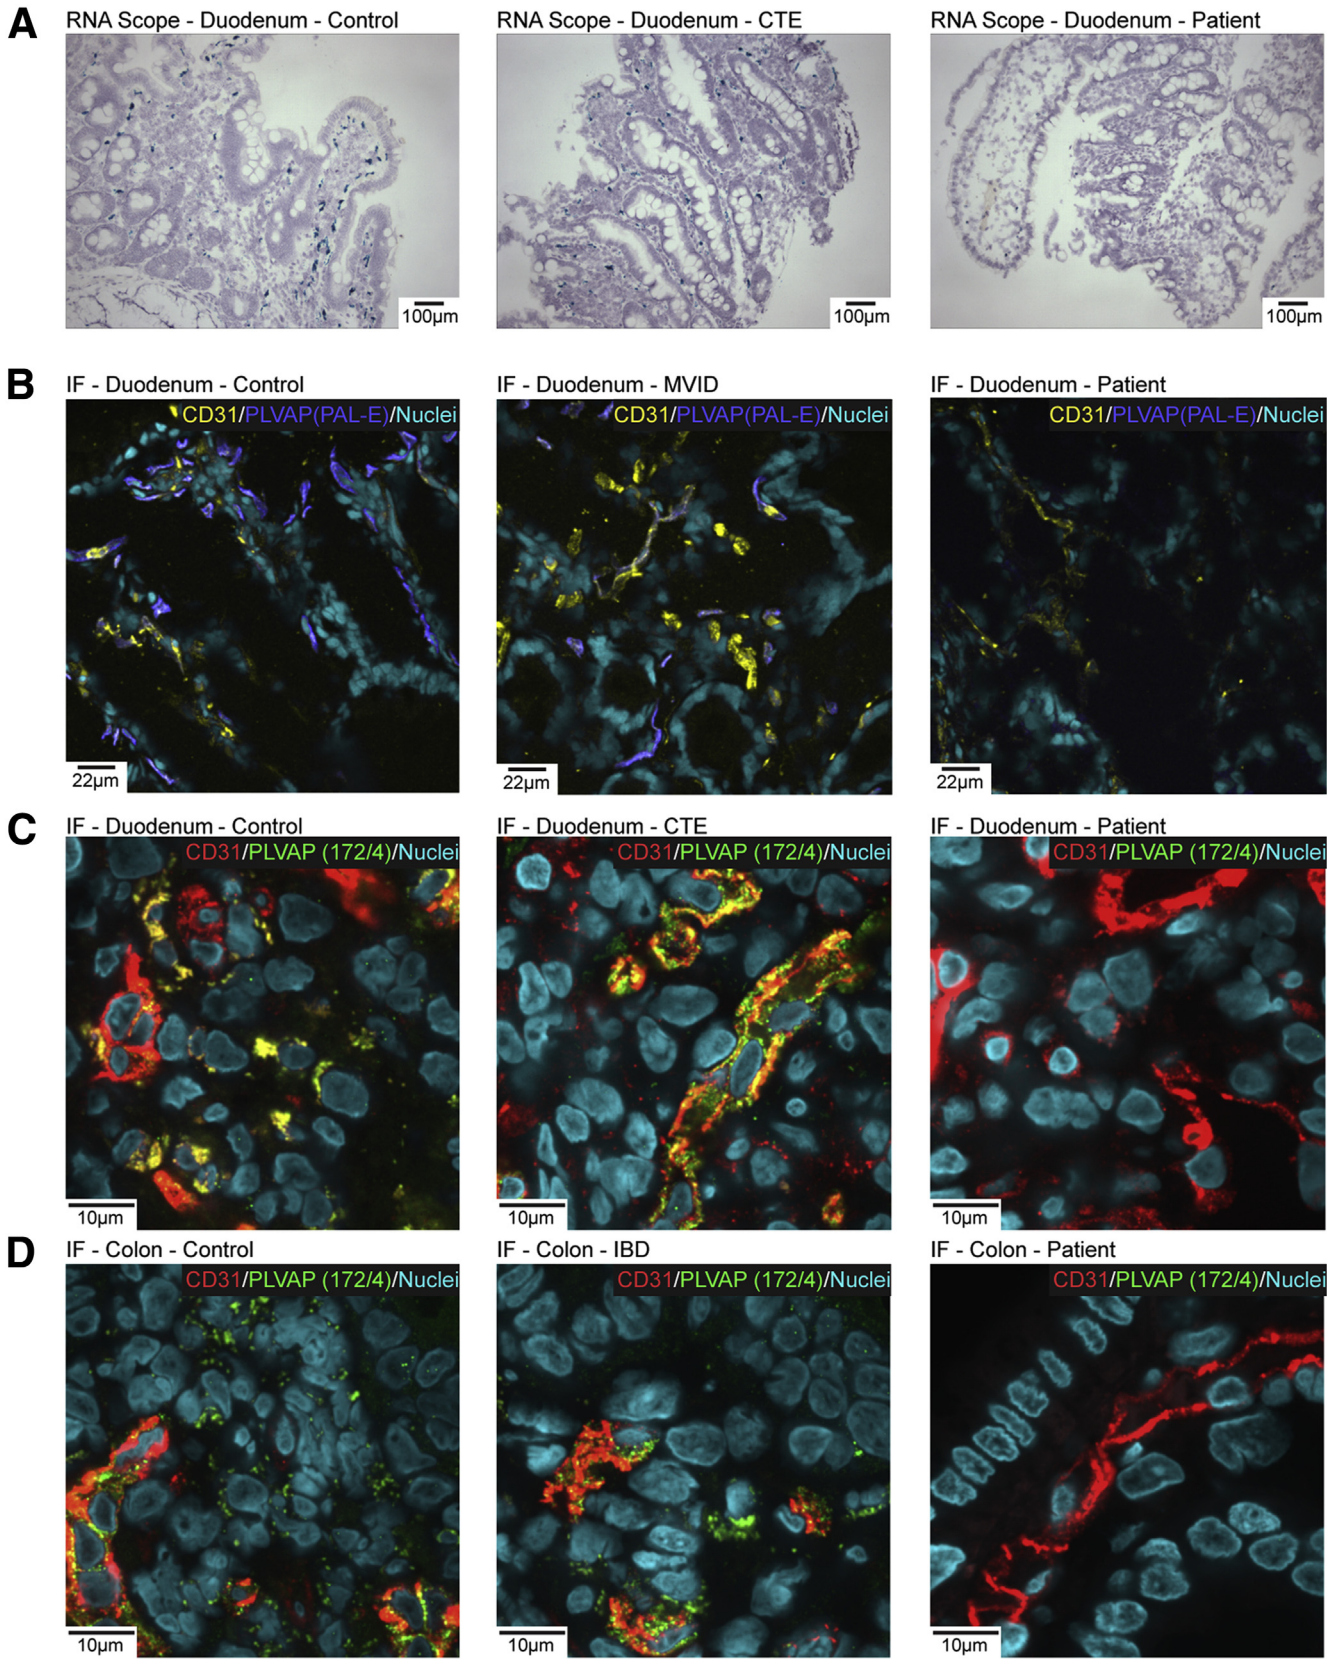 A
RNA Scope - Duodenum - Control
RNA Scope - Duodenum - CTE
RNA Scope - Duodenum - Patient
100µm
100µm
100µm
B
IF - Duodenum - Control
IF - Duodenum - MVID
IF - Duodenum - Patient
CD31/PLVAP(PAL-E)/Nuclei
CD31/PLVAP(PAL-E)/Nuclei
CD31/PLVAP(PAL-E)/Nuclei
22µm
22µm
22µm
C
IF - Duodenum - Control
IF - Duodenum - CTE
IF - Duodenum - Patient
CD31/PLVAP (172/4)/Nuclei
CD31/PLVAP (172/4)/Nuclei
CD31/PLVAP (172/4)/Nuclei
10µm
10µm
10µm
D
IF - Colon - Control
IF - Colon - IBD
IF - Colon - Patient
CD31/PLVAP (172/4)/Nuclei
CD31/PLVAP (172/4)/Nuclei
CD31/PLVAP (172/4)/Nuclei
10µm
10µm
10µm